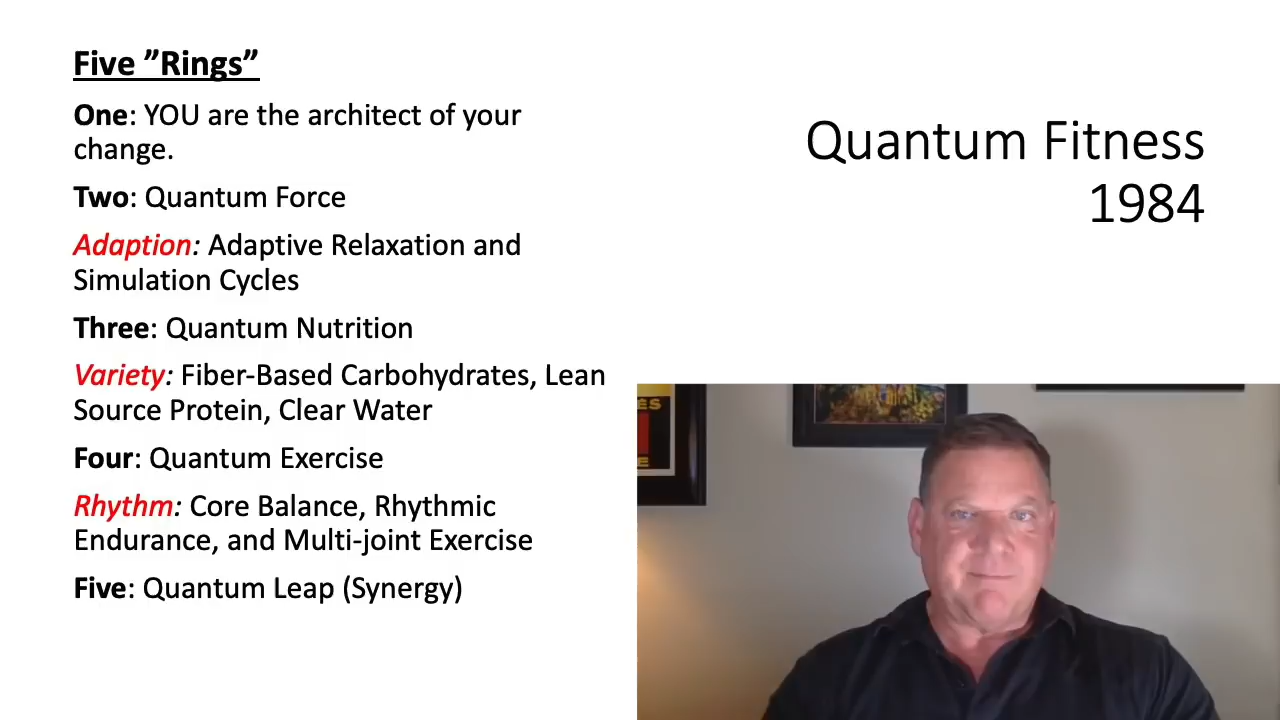 Five ”Rings”
One: YOU are the architect of your
change.
Two: Quantum Force
Adaption: Adaptive Relaxation and
Simulation Cycles
Three: Quantum Nutrition
Variety: Fiber-Based Carbohydrates, Lean
Source Protein, Clear Water
Four: Quantum Exercise
Rhythm: Core Balance, Rhythmic
Endurance, and Multi-joint Exercise
Five: Quantum Leap (Synergy)
Quantum Fitness
1984
ES
E